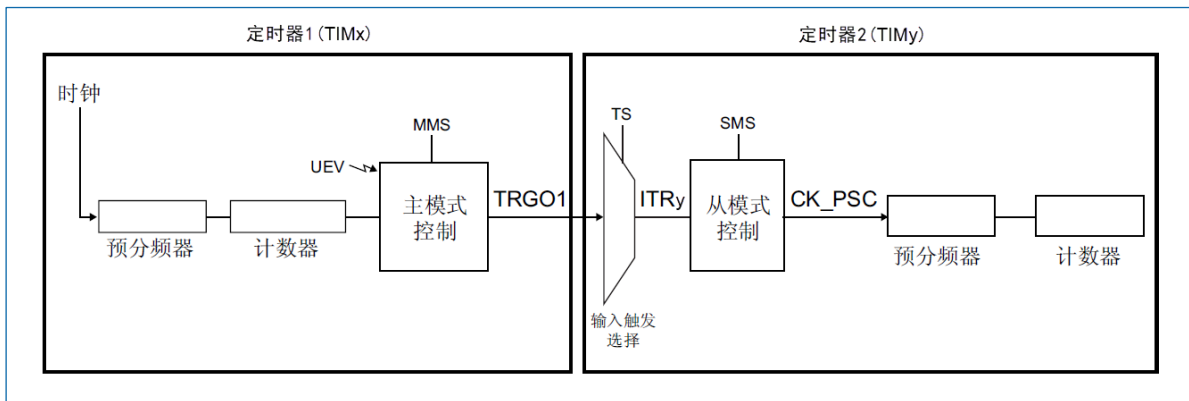 定时器1(TIMx)
定时器2(TIMy)
时钟
MMS
UEV
主模式
控制
TRGO1
预分频器
计数器
TS
ITRy
SMS
从模式
控制
CK_PSC
预分频器
计数器
输入触发
选择